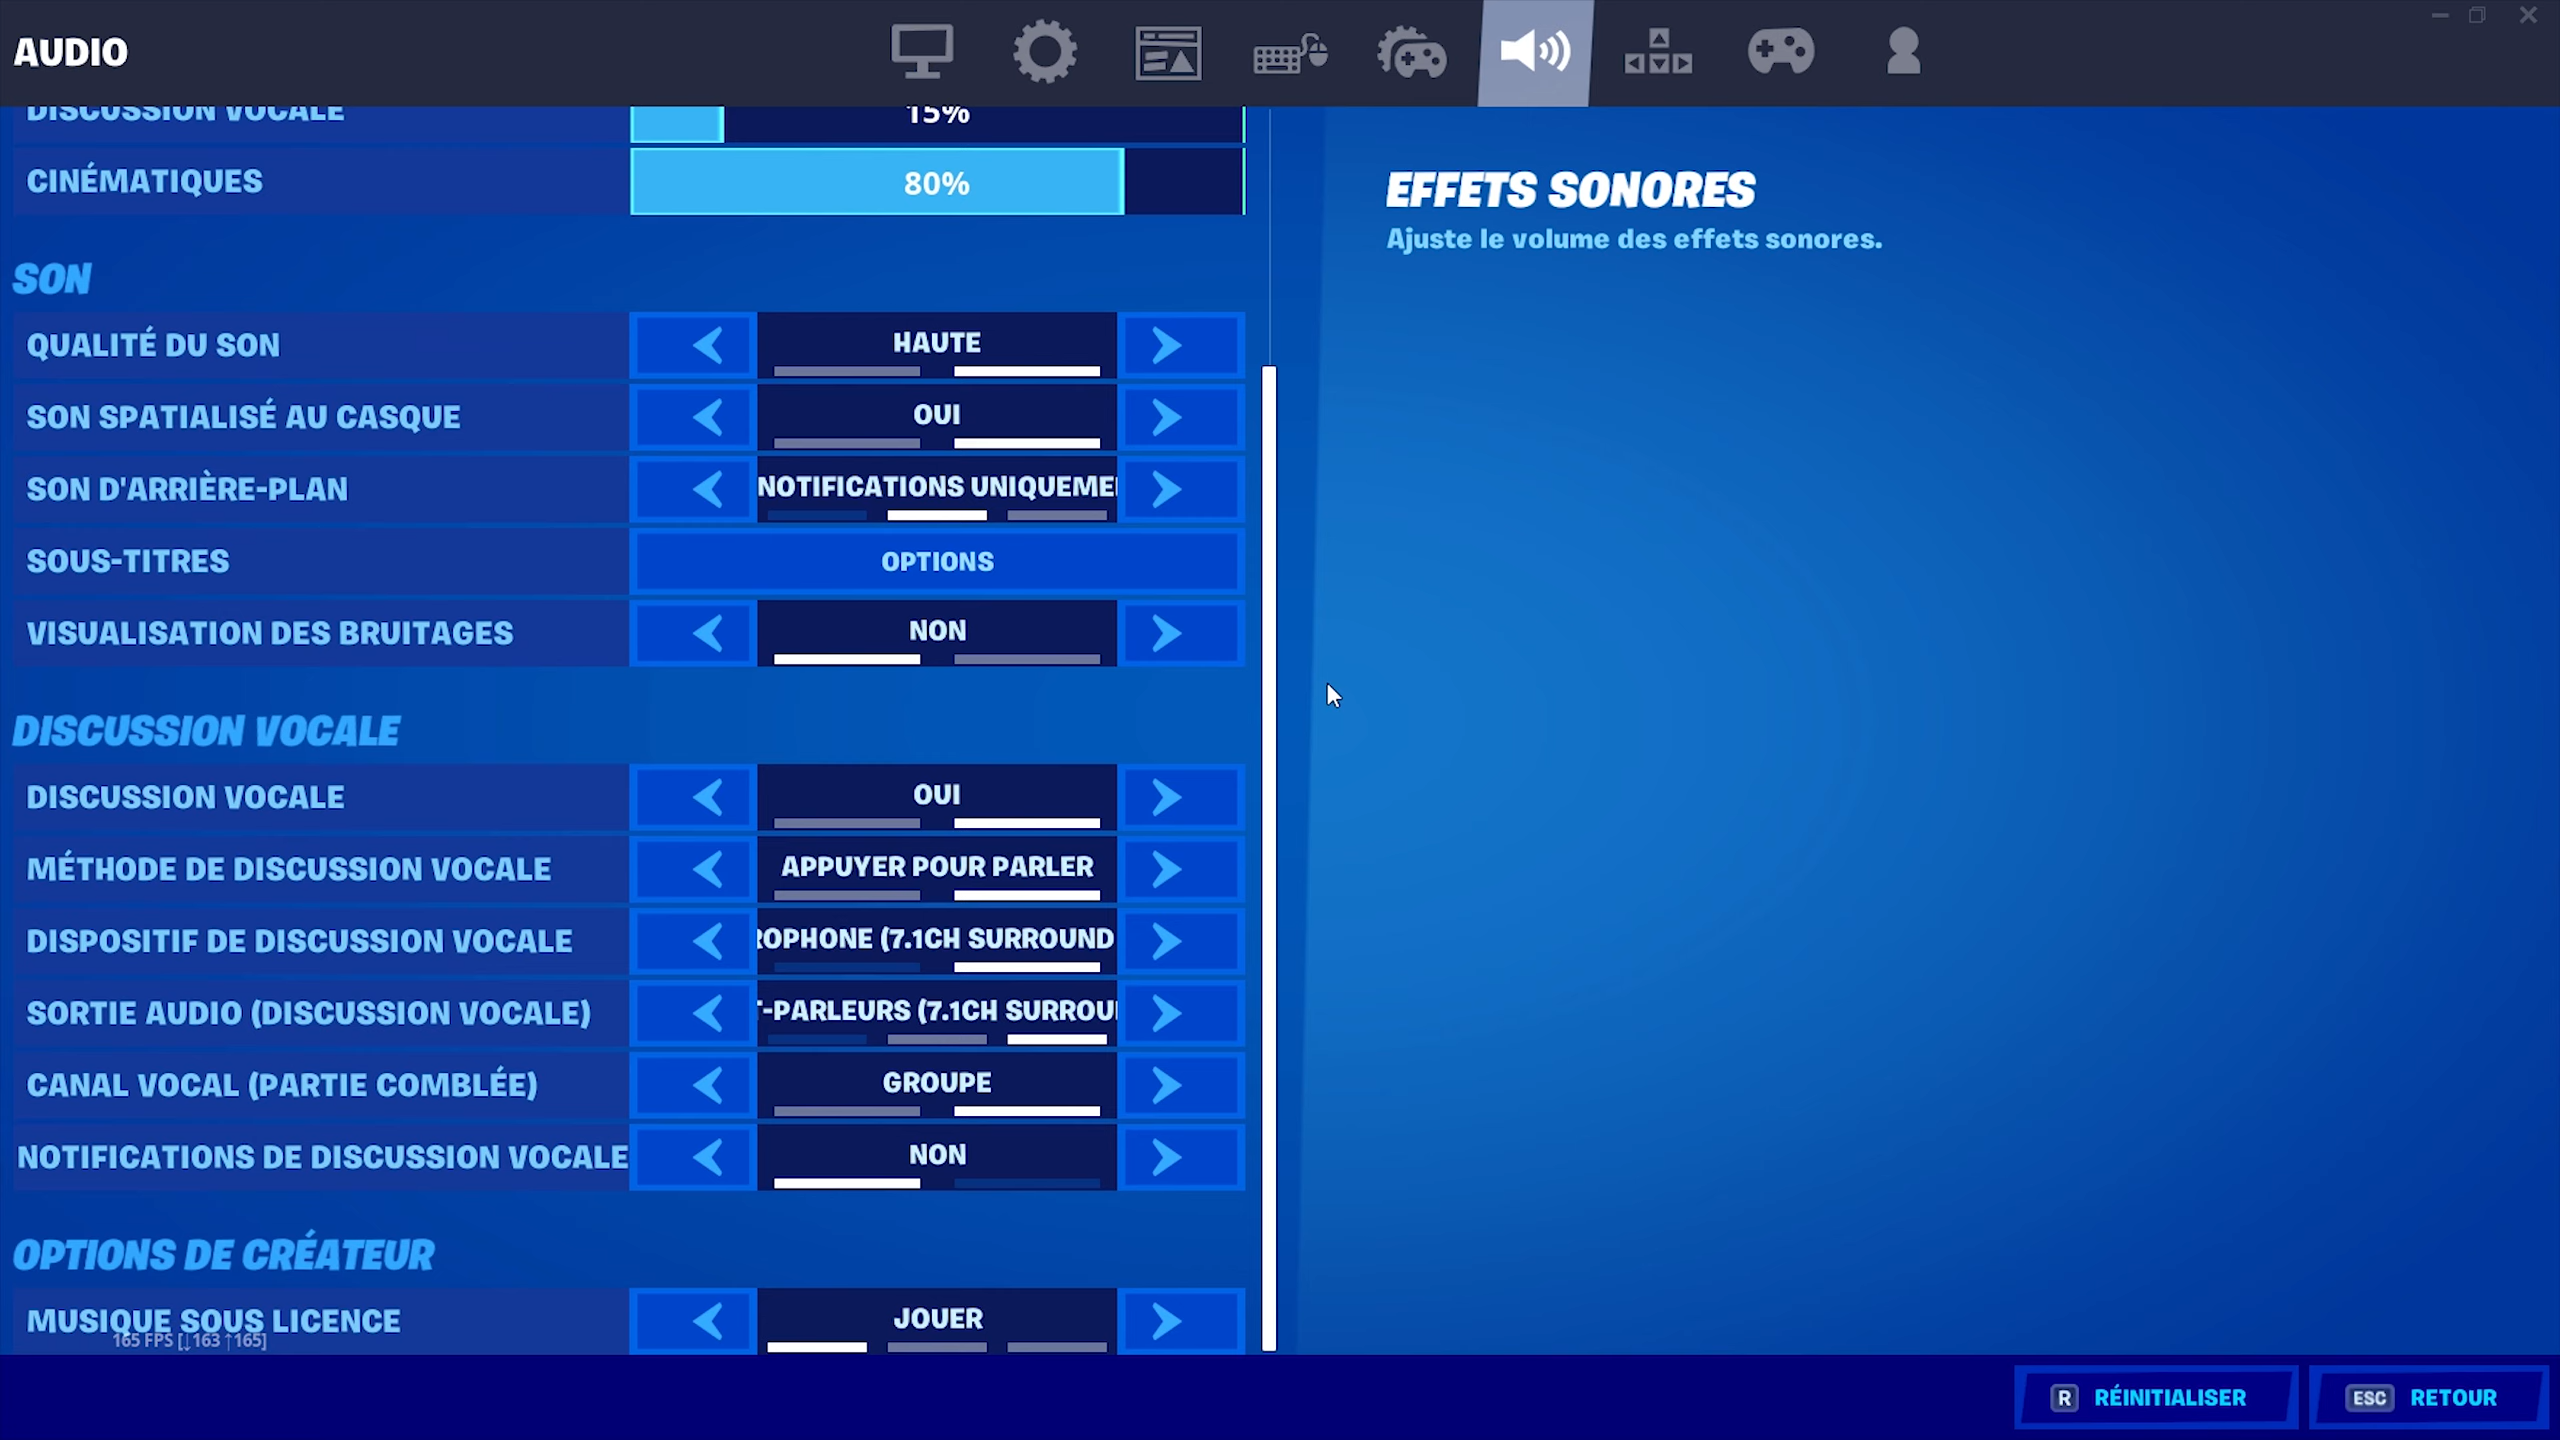 AUDIO
DISCUSSION VOCALE
15%
CINÉMATIQUES
80%
EFFETS SONORES
Ajuste le volume des effets sonores.
SON
QUALITÉ DU SON
HAUTE
SON SPATIALISÉ AU CASQUE
OUI
SON D'ARRIÈRE-PLAN
NOTIFICATIONS UNIQUEME
SOUS-TITRES
OPTIONS
VISUALISATION DES BRUITAGES
NON
DISCUSSION VOCALE
DISCUSSION VOCALE
OUI
MÉTHODE DE DISCUSSION VOCALE
APPUYER POUR PARLER
DISPOSITIF DE DISCUSSION VOCALE
ROPHONE (7.1CH SURROUND
SORTIE AUDIO (DISCUSSION VOCALE)
T-PARLEURS (7.1CH SURROU
CANAL VOCAL (PARTIE COMBLÉE)
GROUPE
NOTIFICATIONS DE DISCUSSION VOCALE
NON
OPTIONS DE CRÉATEUR
MUSIQUE SOUS LICENCE
JOUER
165 FPS [↓163 ↑165]
R RÉINITIALISER
ESC RETOUR